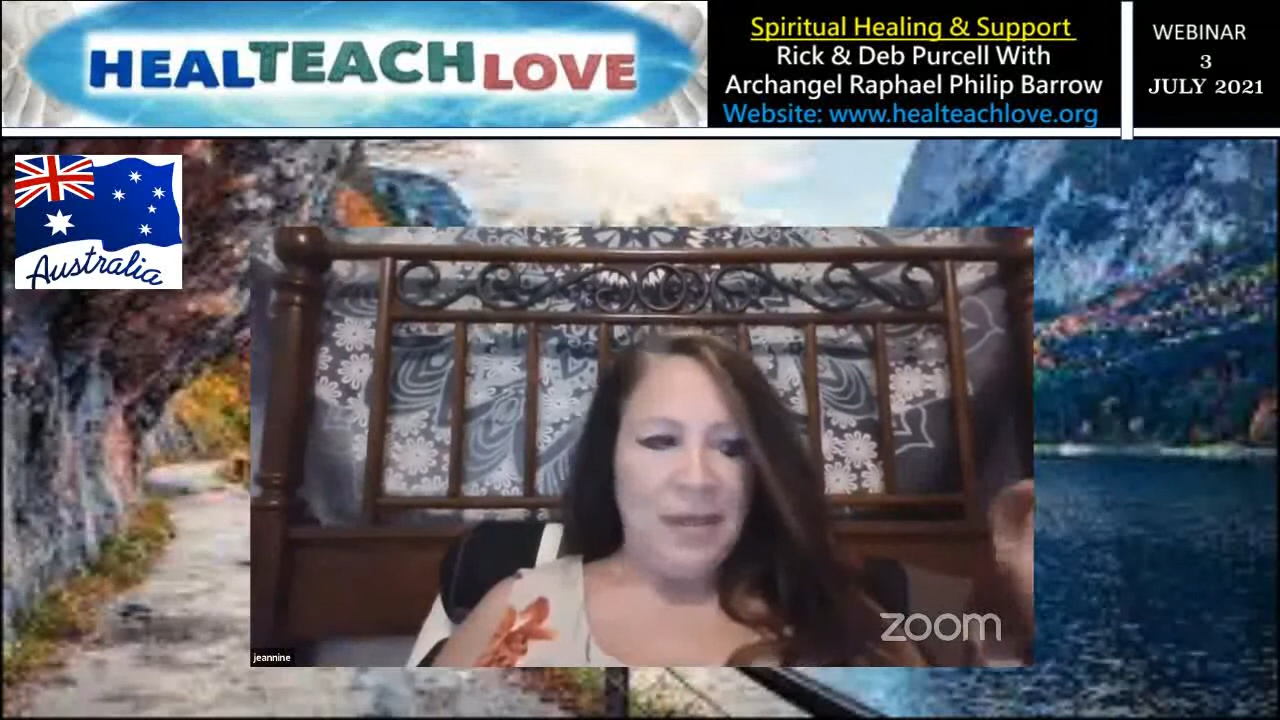 HEALTEACHLOVE
Spiritual Healing & Support
Rick & Deb Purcell With
Archangel Raphael Philip Barrow
Website: www.healteachlove.org
WEBINAR
3
JULY 2021
Australia
zoom
jeannine